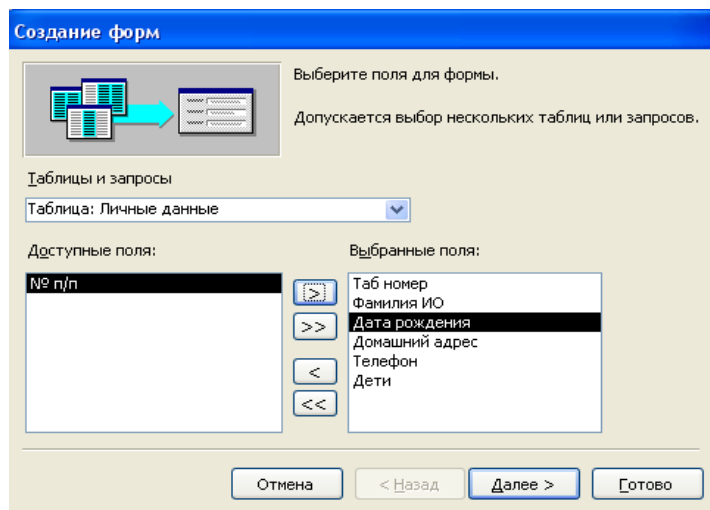 Создание форм
Выберите поля для формы.
Допускается выбор нескольких таблиц или запросов.
Таблицы и запросы
Таблица: Личные данные
Доступные поля:
№ п/п
>
>>
<
<<
Выбранные поля:
Таб номер
Фамилия ИО
Дата рождения
Домашний адрес
Телефон
Дети
Отмена
< Назад
Далее >
Готово